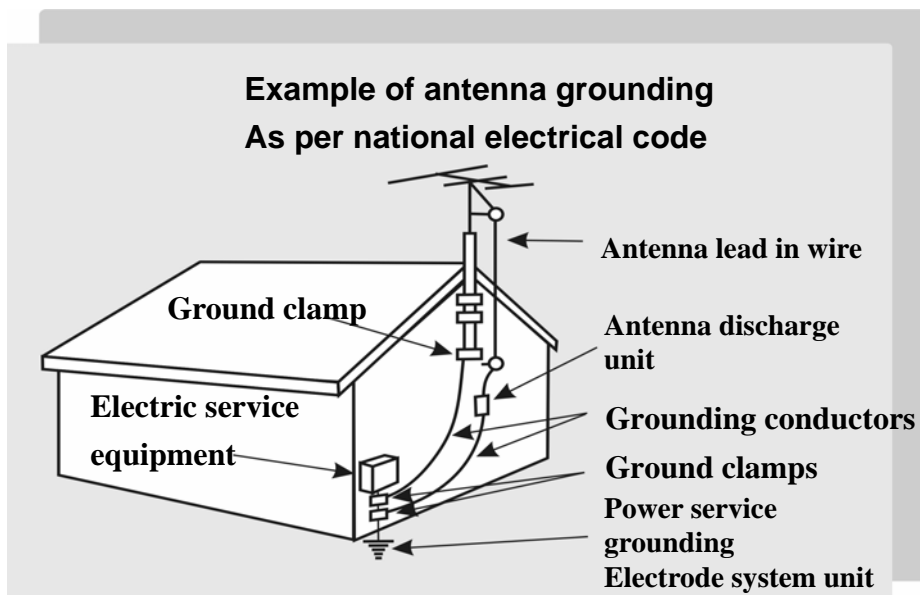 Example of antenna grounding
As per national electrical code
Antenna lead in wire
Ground clamp
Antenna discharge
unit
Electric service
equipment
Grounding conductors
Ground clamps
Power service
grounding
Electrode system unit